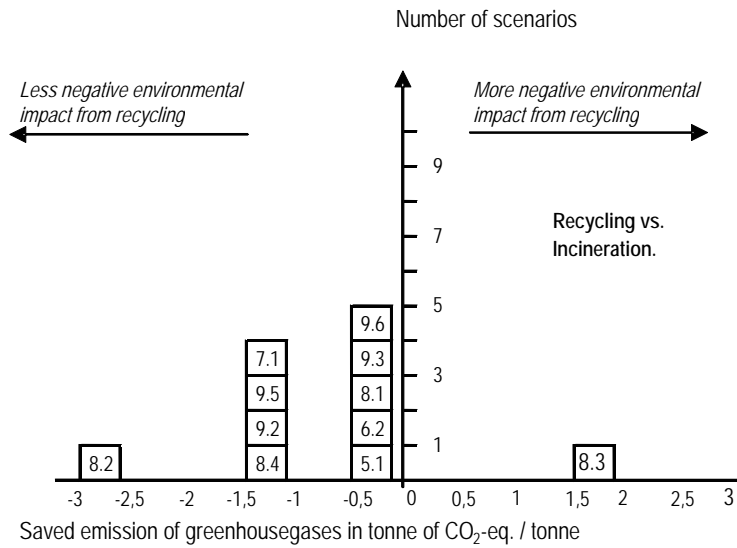 Number of scenarios
Less negative environmental
impact from recycling
More negative environmental
impact from recycling
9
Recycling vs.
Incineration.
7
5
9.6
7.1
9.3
3
9.5
8.1
9.2
6.2
1
8.2
8.4
5.1
8.3
-3 -2,5 -2 -1,5 -1 -0,5 0 0,5 1 1,5 2 2,5 3
Saved emission of greenhousegases in tonne of CO₂-eq. / tonne